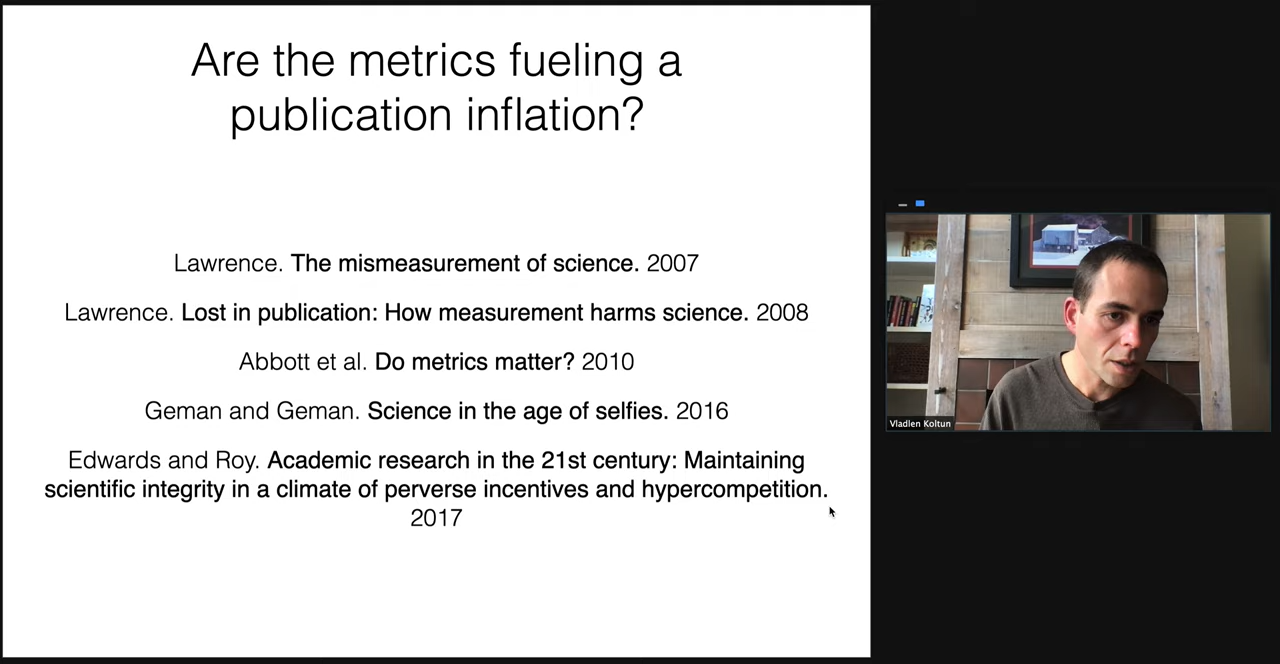 Are the metrics fueling a
publication inflation?
Lawrence. The mismeasurement of science. 2007
Lawrence. Lost in publication: How measurement harms science. 2008
Abbott et al. Do metrics matter? 2010
Geman and Geman. Science in the age of selfies. 2016
Edwards and Roy. Academic research in the 21st century: Maintaining
scientific integrity in a climate of perverse incentives and hypercompetition.
2017
Vladlen Koltun